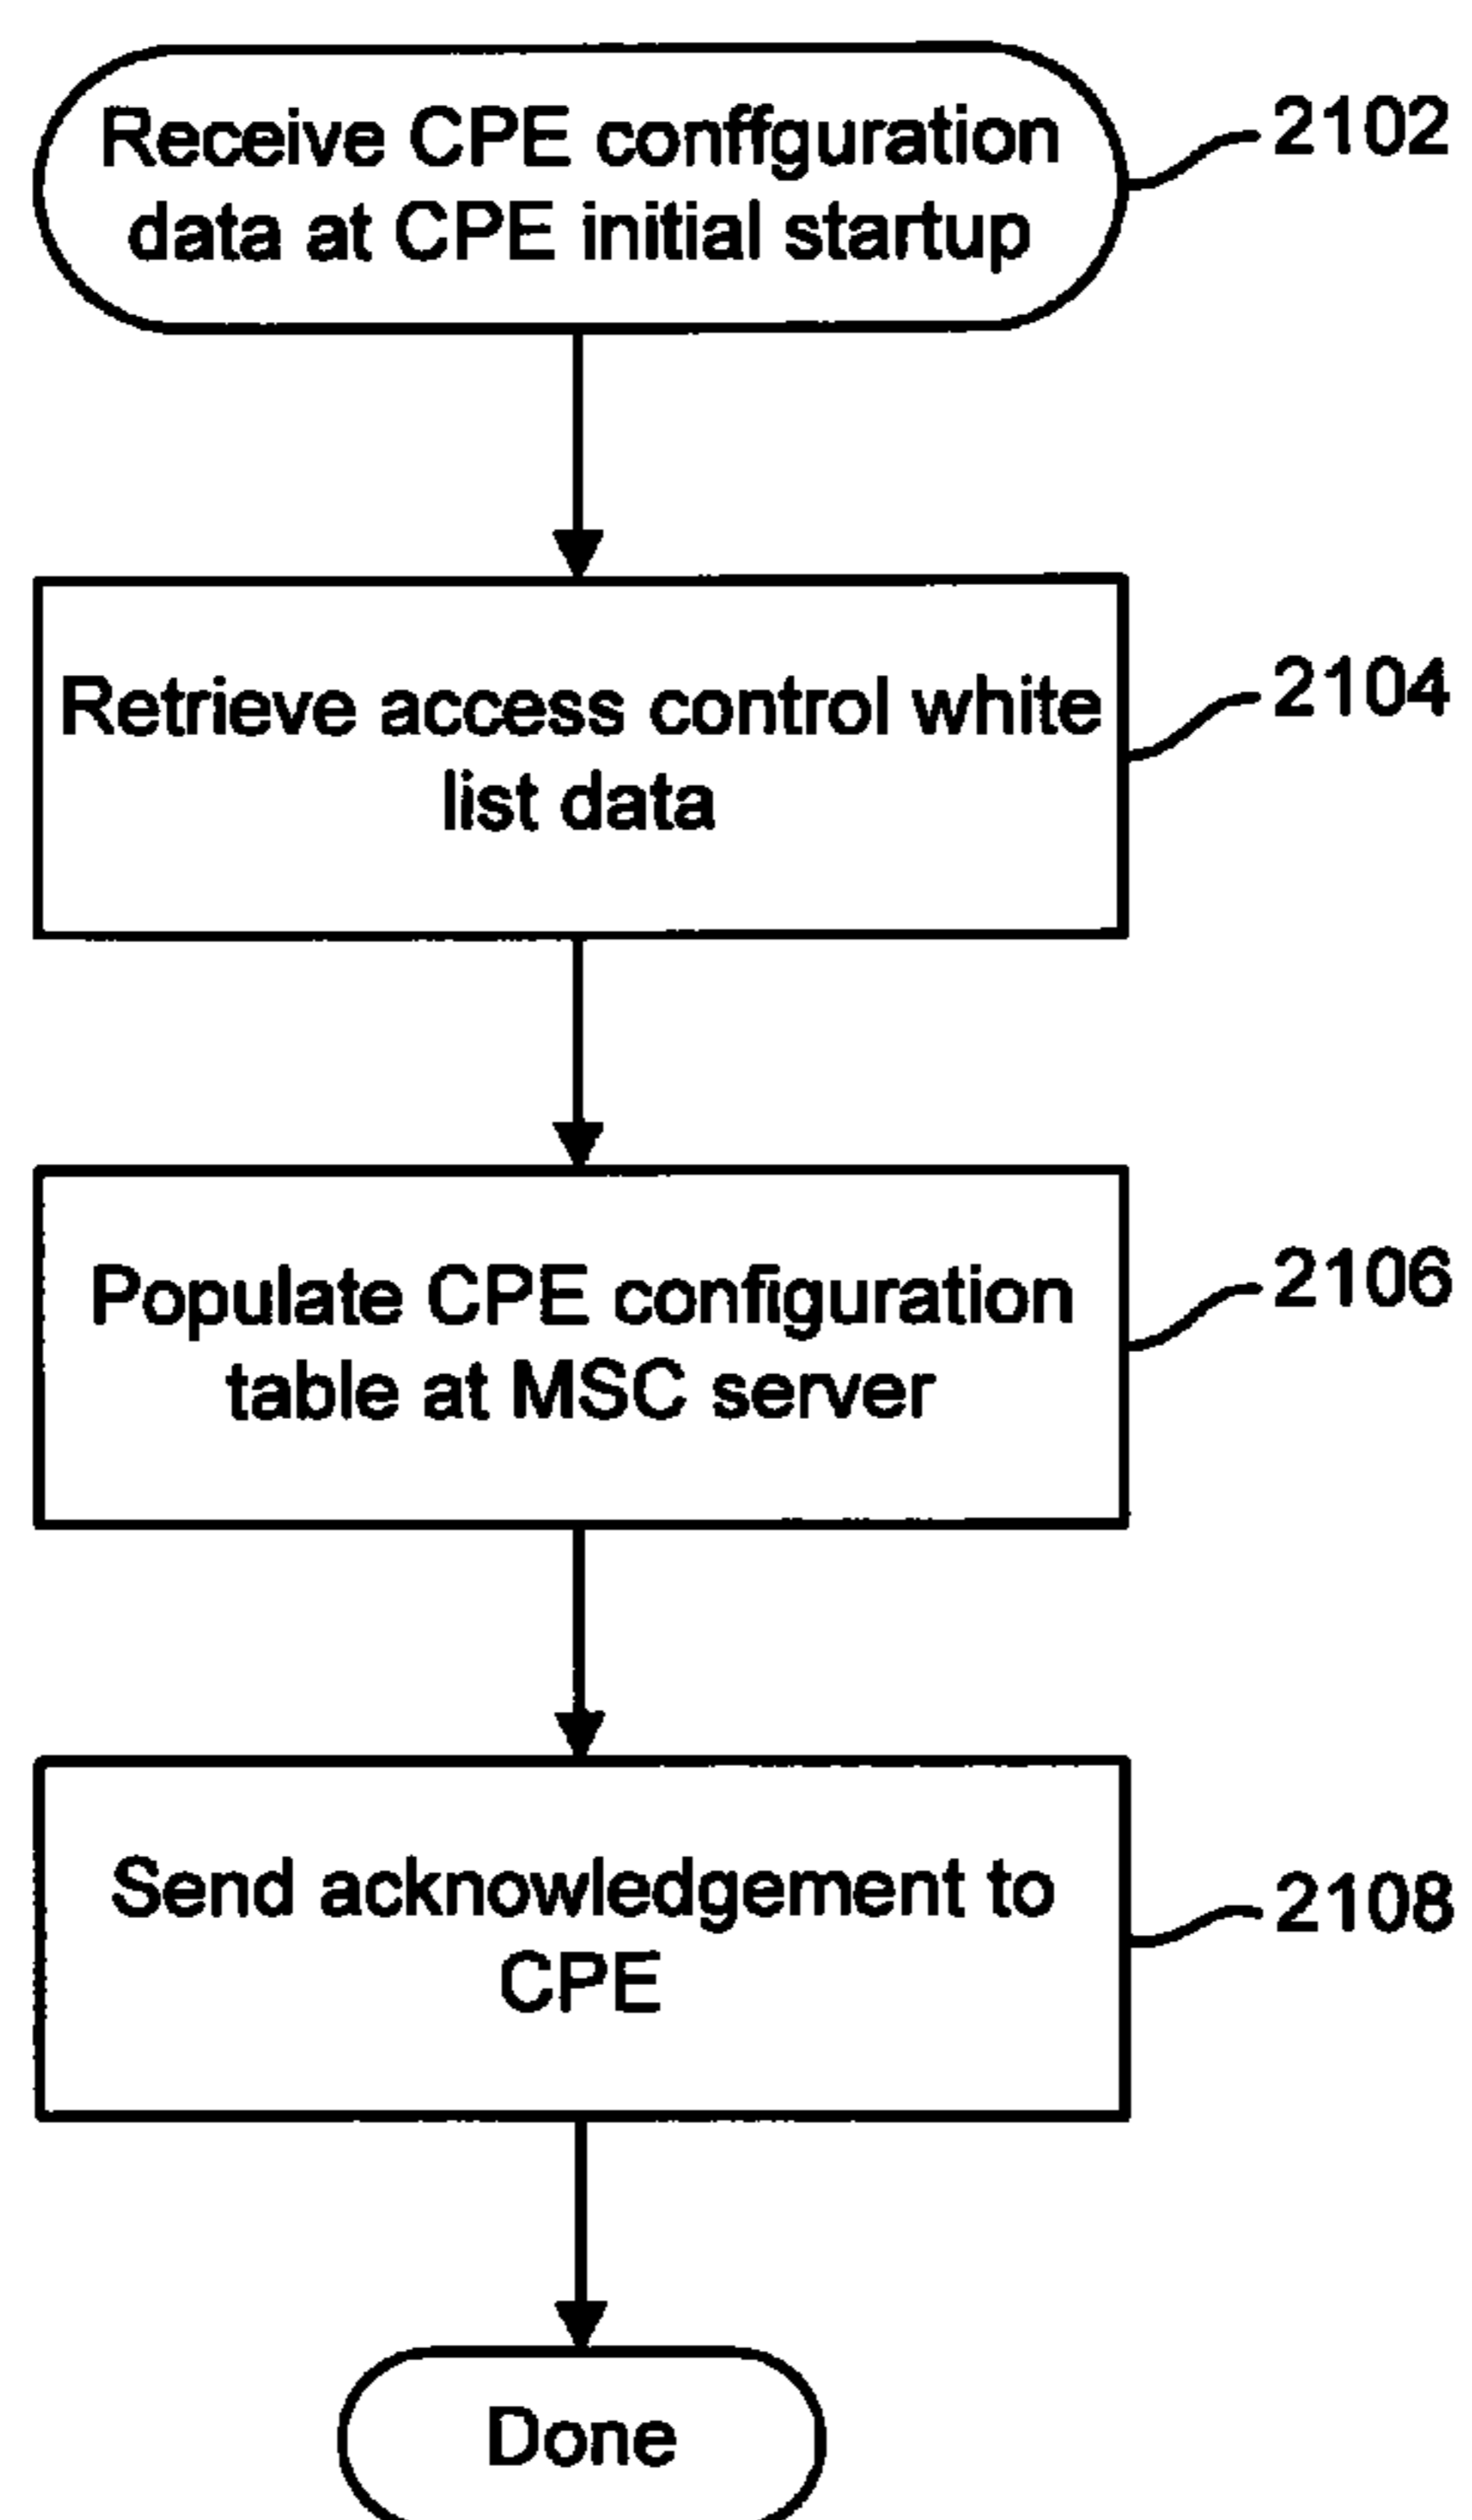 Receive CPE configuration
data at CPE initial startup
2102
Retrieve access control white
list data
2104
Populate CPE configuration
table at MSC server
2106
Send acknowledgement to
CPE
2108
Done